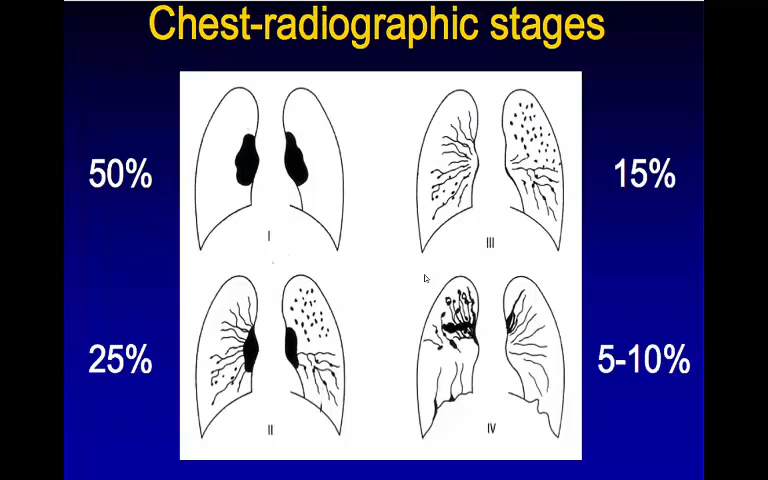 Chest-radiographic stages
50%
I
III
15%
25%
II
IV
5-10%